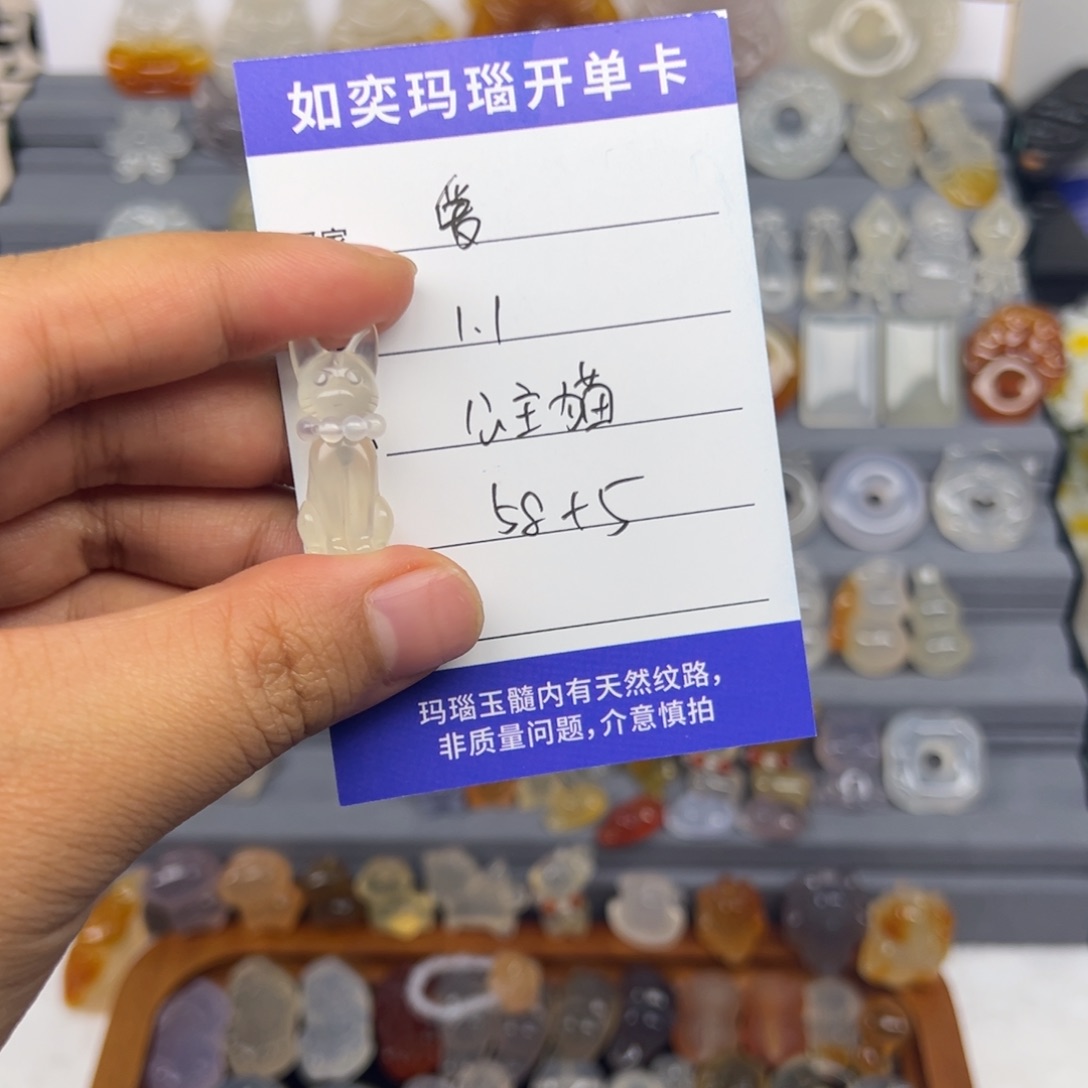 如奕玛瑙开单卡
1.1
公主猫
58+5
玛瑙玉髓内有天然纹路，
非质量问题，介意慎拍